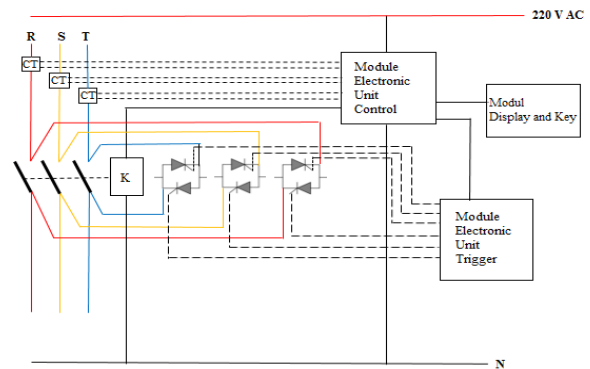 220 V AC
R S T
CT
CT
CT
Module
Electronic
Unit
Control
Modul
Display and Key
K
Module
Electronic
Unit
Trigger
N